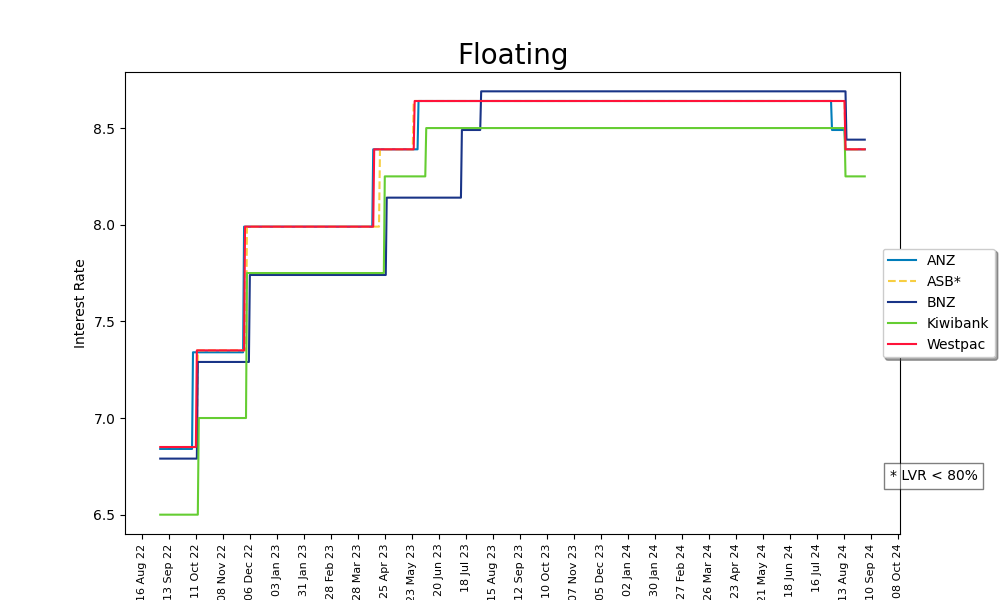 Floating
Interest Rate
8.5
8.0
7.5
7.0
6.5
ANZ
ASB*
BNZ
Kiwibank
Westpac
* LVR < 80%
16 Aug 22
13 Sep 22
11 Oct 22
08 Nov 22
06 Dec 22
03 Jan 23
31 Jan 23
28 Feb 23
28 Mar 23
25 Apr 23
23 May 23
20 Jun 23
18 Jul 23
15 Aug 23
12 Sep 23
10 Oct 23
07 Nov 23
05 Dec 23
02 Jan 24
30 Jan 24
27 Feb 24
26 Mar 24
23 Apr 24
21 May 24
18 Jun 24
16 Jul 24
13 Aug 24
10 Sep 24
08 Oct 24